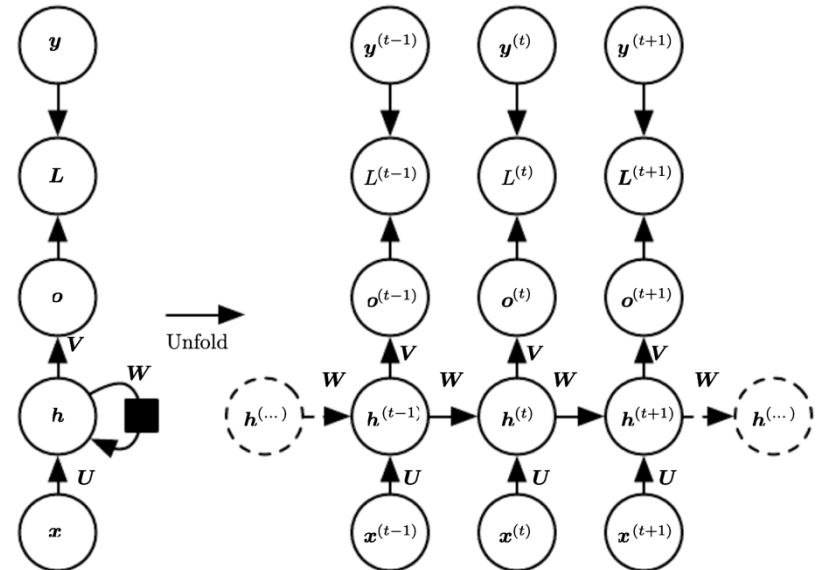 y y^(t−1) y^(t) y^(t+1)
L L^(t−1) L^(t) L^(t+1)
o o^(t−1) o^(t) o^(t+1)
Unfold
V V V V
W W W W W
h h^(...) h^(t−1) h^(t) h^(t+1) h^(...)
U U U U
x x^(t−1) x^(t) x^(t+1)